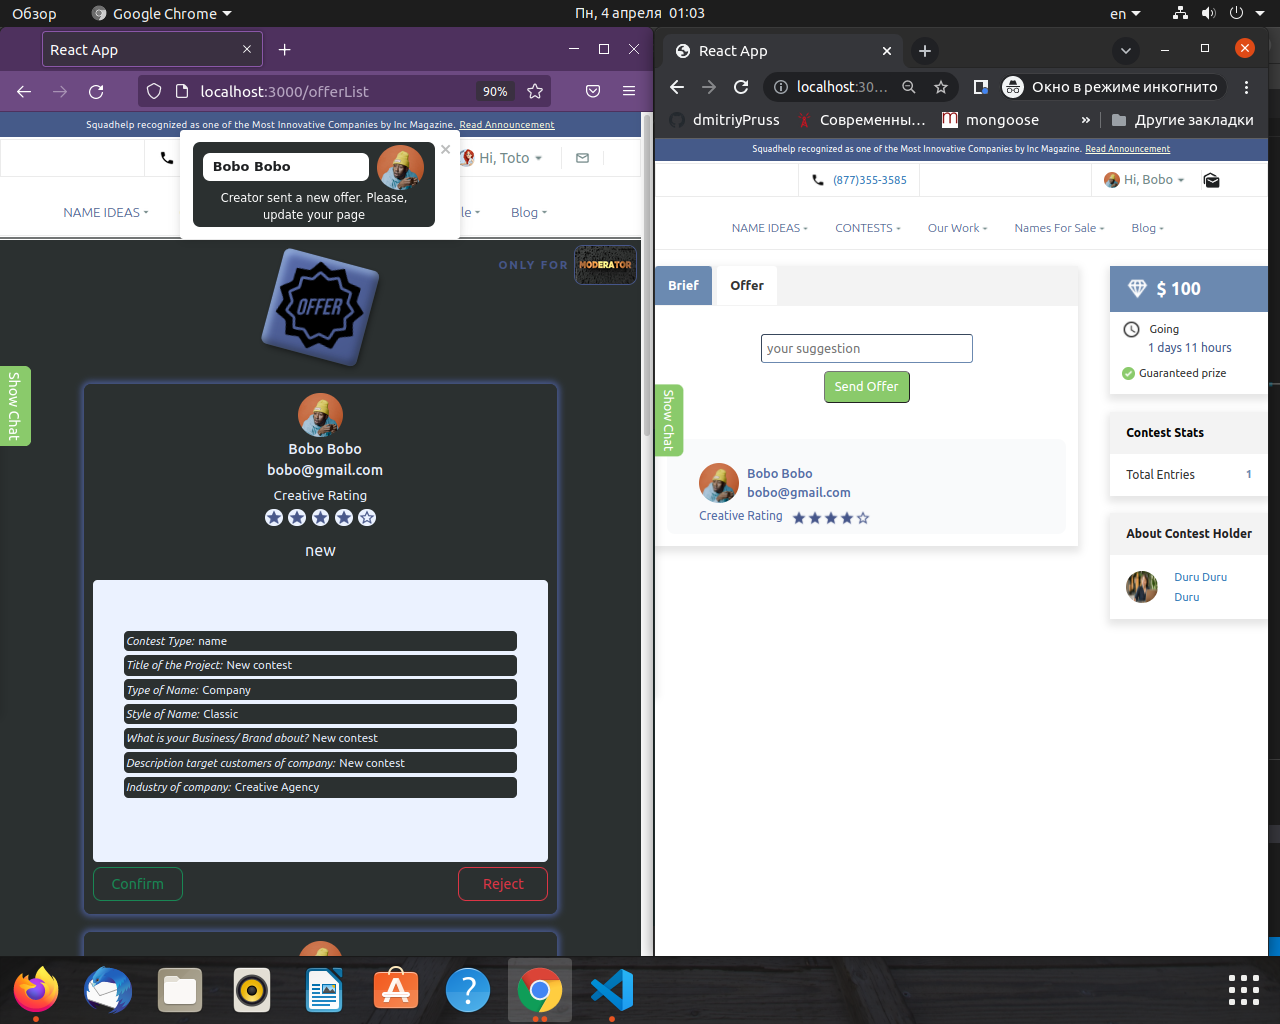 Обзор
Google Chrome
Пн, 4 апреля 01:03
en
React App
localhost:3000/offerList
90%
Squadhelp recognized as one of the Most Innovative Companies by Inc Magazine. Read Announcement
Hi, Toto
Bobo Bobo
Creator sent a new offer. Please,
update your page
NAME IDEAS
le
Blog
ONLY FOR
MODERATOR
OFFER
Show Chat
Bobo Bobo
bobo@gmail.com
Creative Rating
new
Contest Type: name
Title of the Project: New contest
Type of Name: Company
Style of Name: Classic
What is your Business/ Brand about? New contest
Description target customers of company: New contest
Industry of company: Creative Agency
Confirm
Reject
React App
localhost:30...
Окно в режиме инкогнито
dmitriyPruss
Современны...
mongoose
»
Другие закладки
Squadhelp recognized as one of the Most Innovative Companies by Inc Magazine. Read Announcement
(877)355-3585
Hi, Bobo
NAME IDEAS
CONTESTS
Our Work
Names For Sale
Blog
Brief
Offer
your suggestion
Send Offer
Show Chat
Bobo Bobo
bobo@gmail.com
Creative Rating
$ 100
Going
1 days 11 hours
Guaranteed prize
Contest Stats
Total Entries
1
About Contest Holder
Duru Duru
Duru